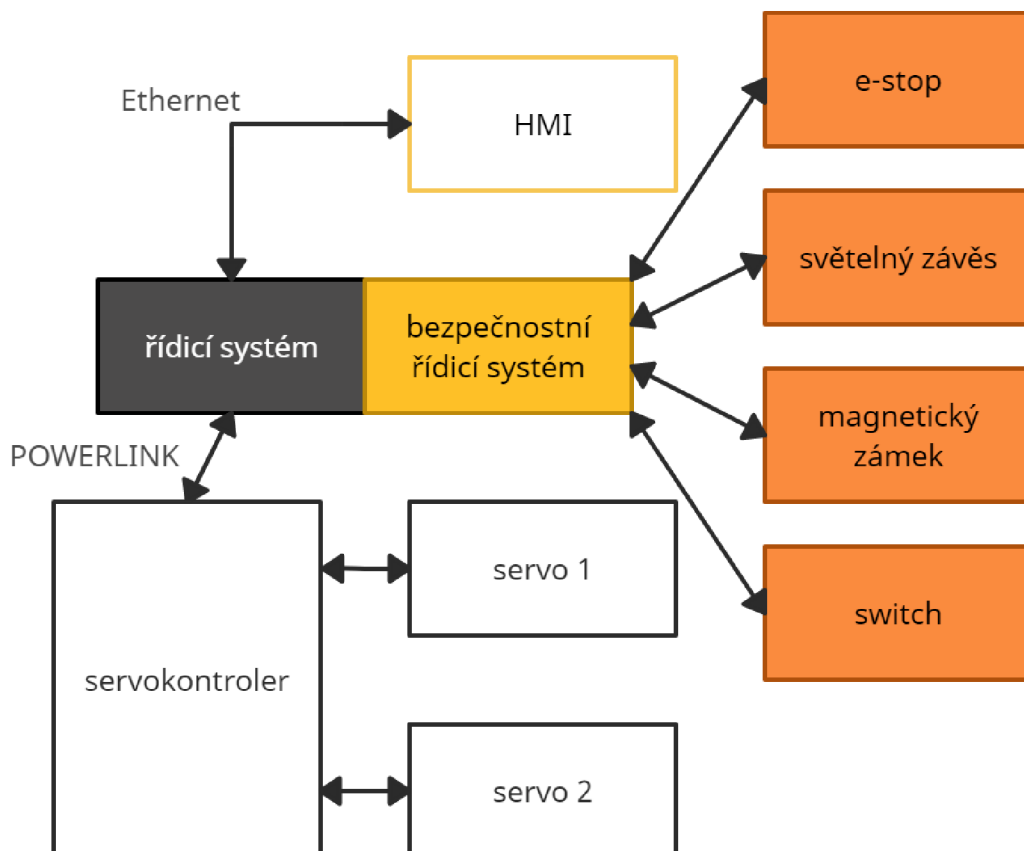 Ethernet
HMI
e-stop
světelný závěs
řídicí systém
bezpečnostní
řídicí systém
magnetický
zámek
POWERLINK
servo 1
switch
servokontroler
servo 2